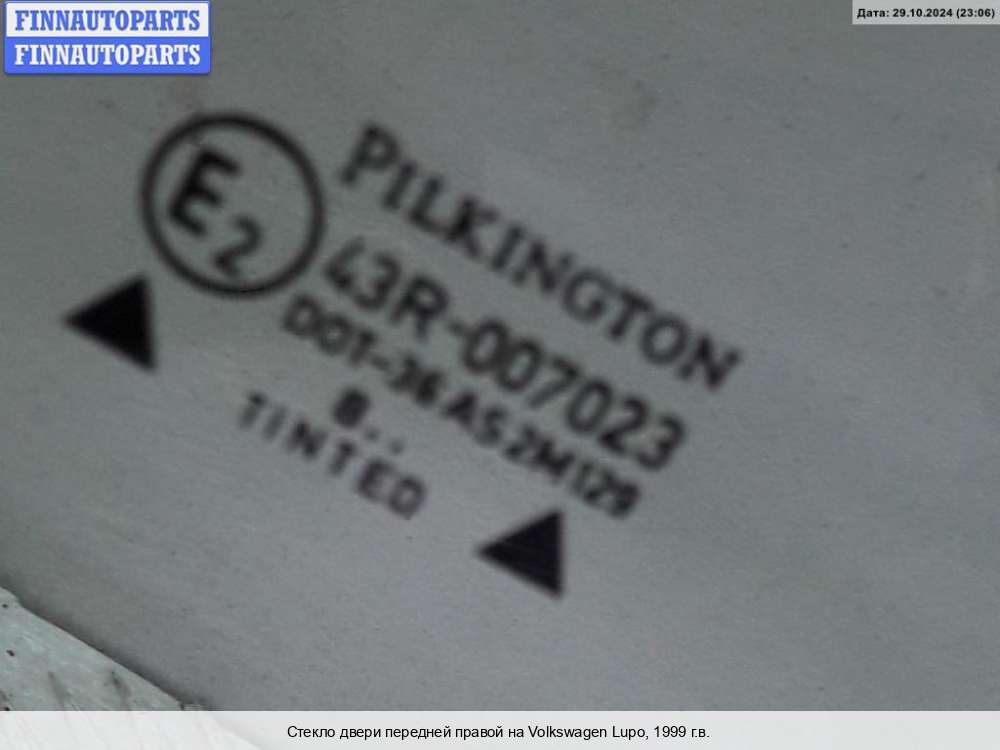 FINNAUTOPARTS
FINNAUTOPARTS
Дата: 29.10.2024 (23:06)
PILKINGTON
E2
43R-007023
DOT-36 AS2M129
8..
TINTED
Стекло двери передней правой на Volkswagen Lupo, 1999 г.в.